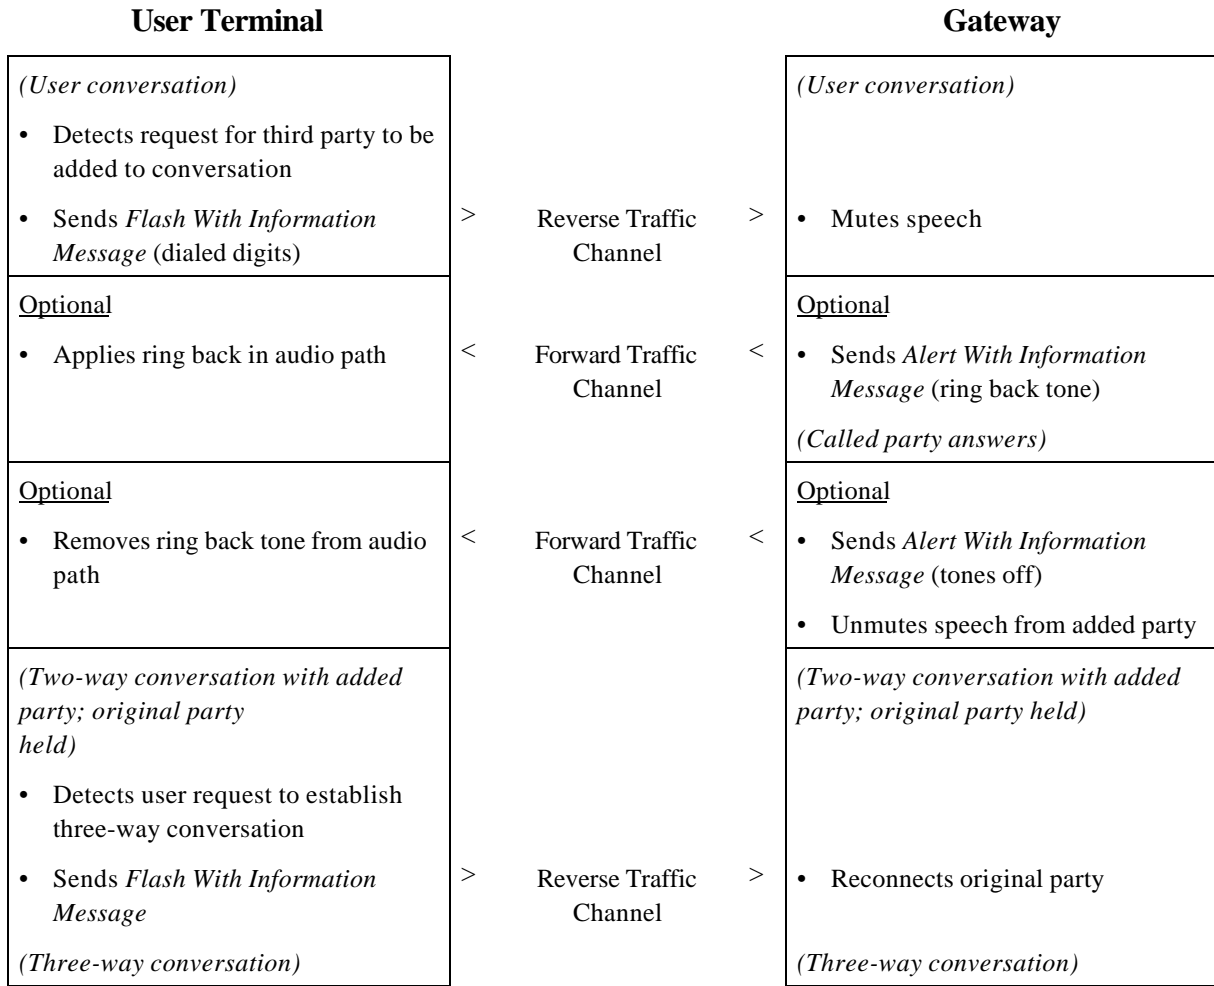 User Terminal
Gateway
(User conversation)
(User conversation)
• Detects request for third party to be
added to conversation
• Sends Flash With Information
Message (dialed digits)
> Reverse Traffic >
Channel
• Mutes speech
Optional
Optional
• Applies ring back in audio path
< Forward Traffic <
Channel
• Sends Alert With Information
Message (ring back tone)
(Called party answers)
Optional
Optional
• Removes ring back tone from audio
path
< Forward Traffic <
Channel
• Sends Alert With Information
Message (tones off)
• Unmutes speech from added party
(Two-way conversation with added
party; original party
held)
(Two-way conversation with added
party; original party held)
• Detects user request to establish
three-way conversation
• Sends Flash With Information
Message
> Reverse Traffic >
Channel
• Reconnects original party
(Three-way conversation)
(Three-way conversation)